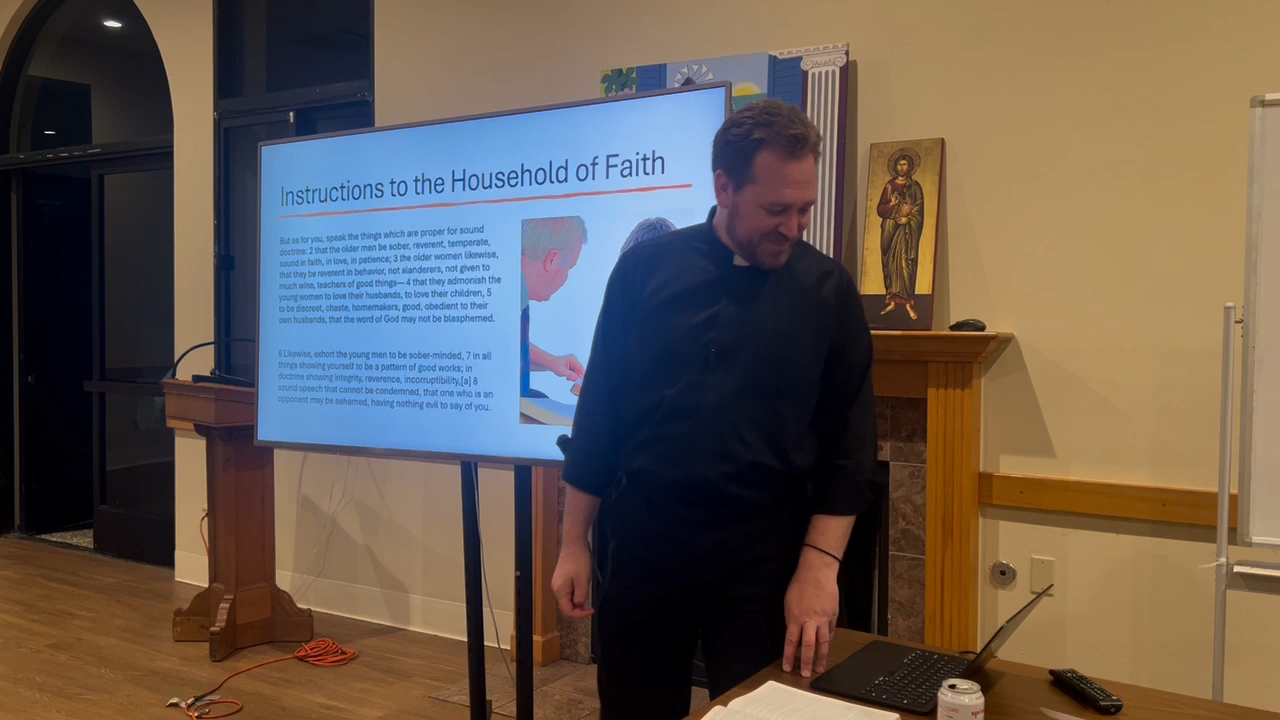 Instructions to the Household of Faith
But as for you, speak the things which are proper for sound
doctrine: 2 that the older men be sober, reverent, temperate,
sound in faith, in love, in patience; 3 the older women likewise,
that they be reverent in behavior, not slanderers, not given to
much wine, teachers of good things— 4 that they admonish the
young women to love their husbands, to love their children, 5
to be discreet, chaste, homemakers, good, obedient to their
own husbands, that the word of God may not be blasphemed.
6 Likewise, exhort the young men to be sober-minded, 7 in all
things showing yourself to be a pattern of good works; in
doctrine showing integrity, reverence, incorruptibility,[a] 8
sound speech that cannot be condemned, that one who is an
opponent may be ashamed, having nothing evil to say of you.